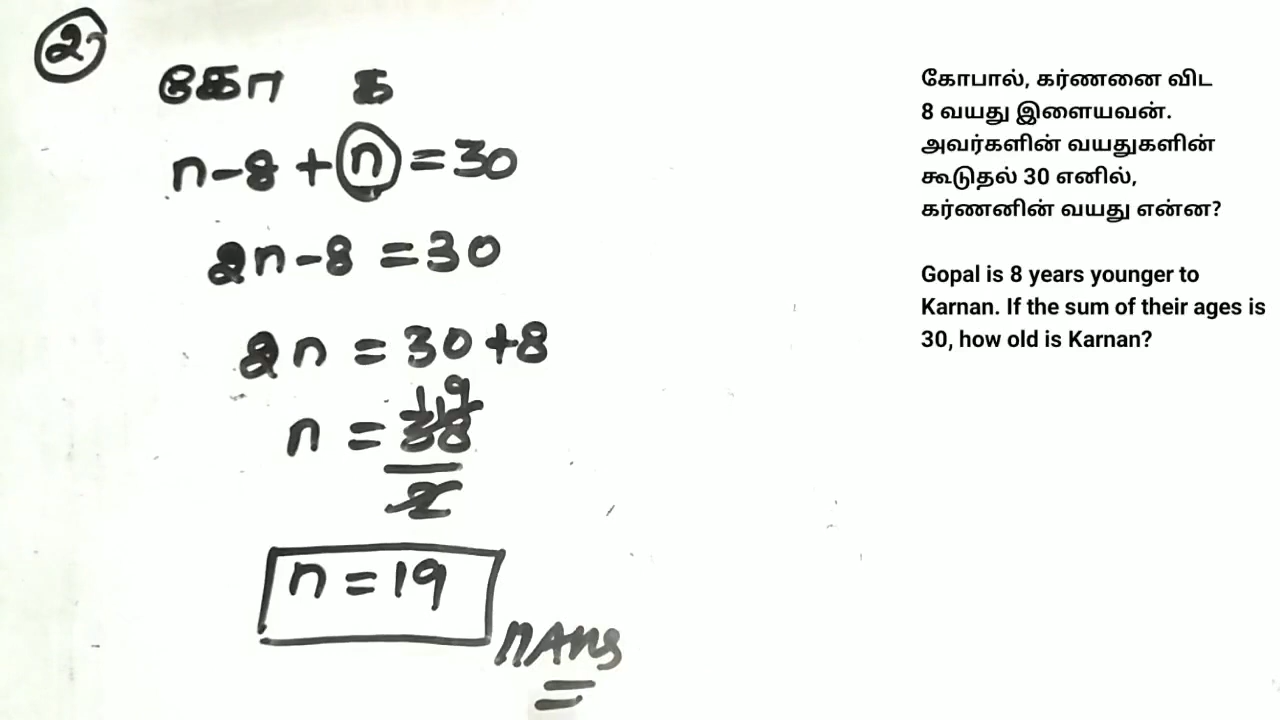 2
கோ க
n-8 + n = 30
2n-8 = 30
2n = 30+8
19
n = 38
2
n = 19
//Ans
கோபால், கர்ணனை விட
8 வயது இளையவன்.
அவர்களின் வயதுகளின்
கூடுதல் 30 எனில்,
கர்ணனின் வயது என்ன?
Gopal is 8 years younger to
Karnan. If the sum of their ages is
30, how old is Karnan?